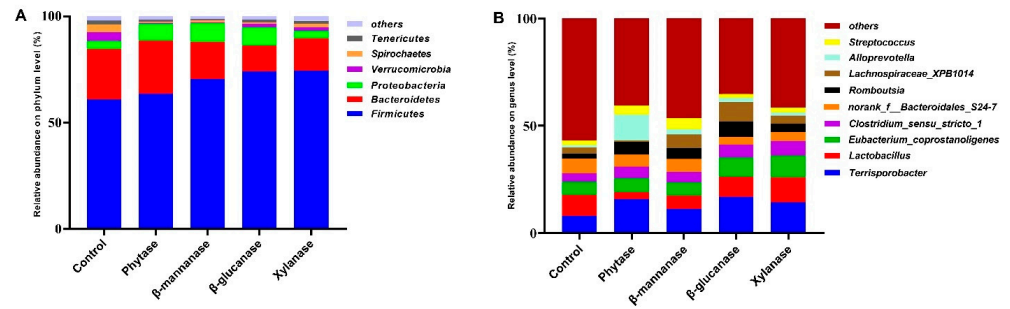 A
Relative abundance on phylum level (%)
100
50
0
Control
Phytase
β-mannanase
β-glucanase
Xylanase
others
Tenericutes
Spirochaetes
Verrucomicrobia
Proteobacteria
Bacteroidetes
Firmicutes
B
Relative abundance on genus level (%)
100
50
0
Control
Phytase
β-mannanase
β-glucanase
Xylanase
others
Streptococcus
Alloprevotella
Lachnospiraceae_XPB1014
Romboutsia
norank_f__Bacteroidales_S24-7
Clostridium_sensu_stricto_1
Eubacterium_coprostanoligenes
Lactobacillus
Terrisporobacter